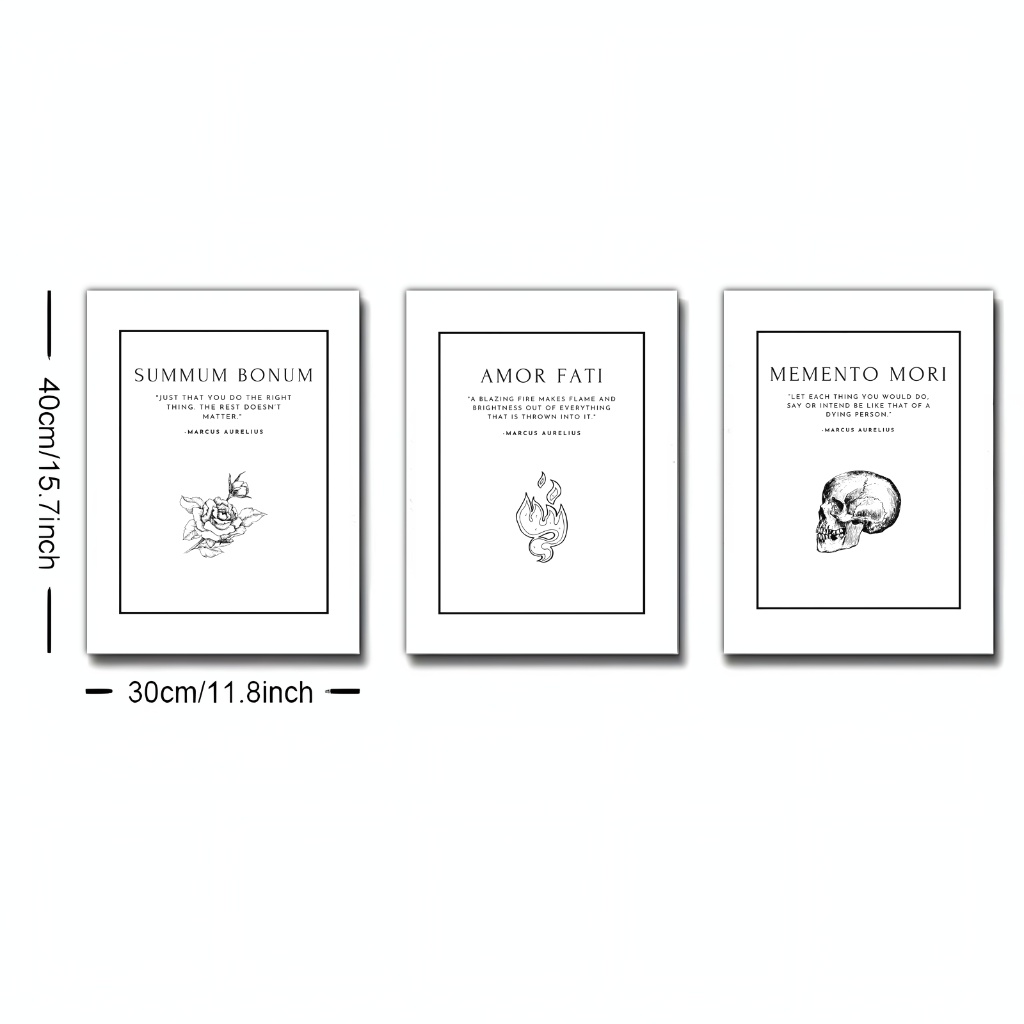 SUMMUM BONUM
"JUST THAT YOU DO THE RIGHT
THING. THE REST DOESN'T
MATTER."
-MARCUS AURELIUS
AMOR FATI
"A BLAZING FIRE MAKES FLAME AND
BRIGHTNESS OUT OF EVERYTHING
THAT IS THROWN INTO IT."
-MARCUS AURELIUS
MEMENTO MORI
"LET EACH THING YOU WOULD DO,
SAY OR INTEND BE LIKE THAT OF A
DYING PERSON."
-MARCUS AURELIUS
40cm/15.7inch
30cm/11.8inch